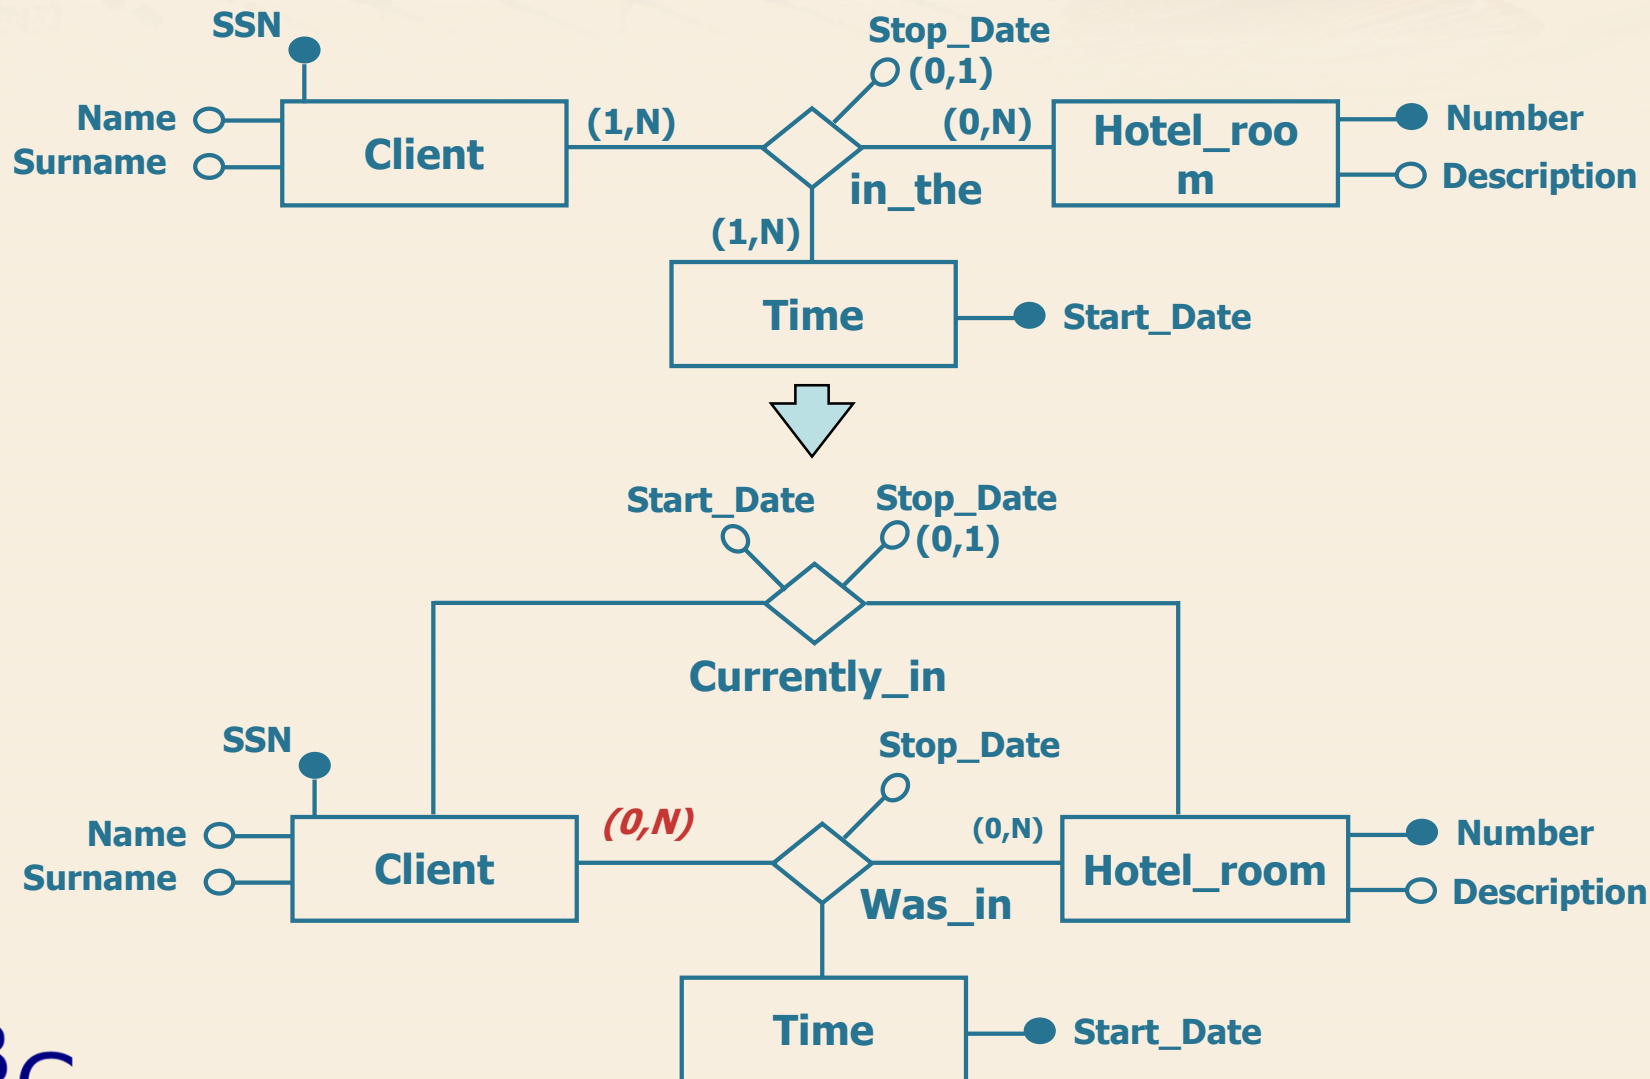 SSN
Stop_Date
(0,1)
Name
Surname
Client
(1,N)
(0,N)
Hotel_roo
m
Number
Description
in_the
(1,N)
Time
Start_Date
Start_Date
Stop_Date
(0,1)
Currently_in
SSN
Stop_Date
Name
Surname
Client
(0,N)
(0,N)
Hotel_room
Number
Description
Was_in
Time
Start_Date